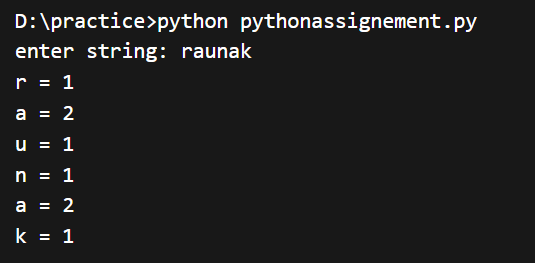 D:\practice>python pythonassignement.py
enter string: raunak
r = 1
a = 2
u = 1
n = 1
a = 2
k = 1